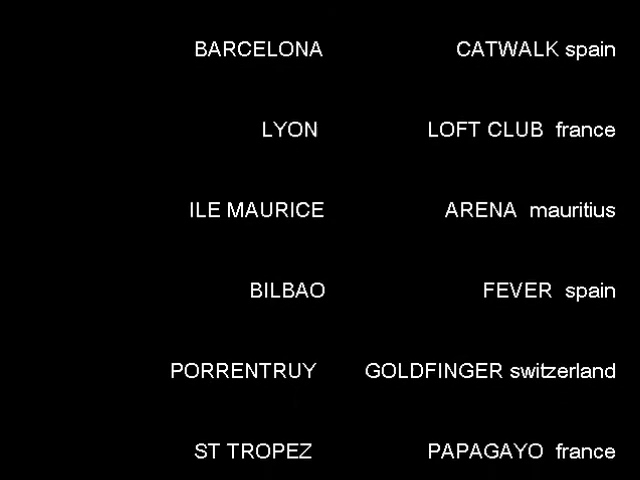 BARCELONA CATWALK spain
LYON LOFT CLUB france
ILE MAURICE ARENA mauritius
BILBAO FEVER spain
PORRENTRUY GOLDFINGER switzerland
ST TROPEZ PAPAGAYO france